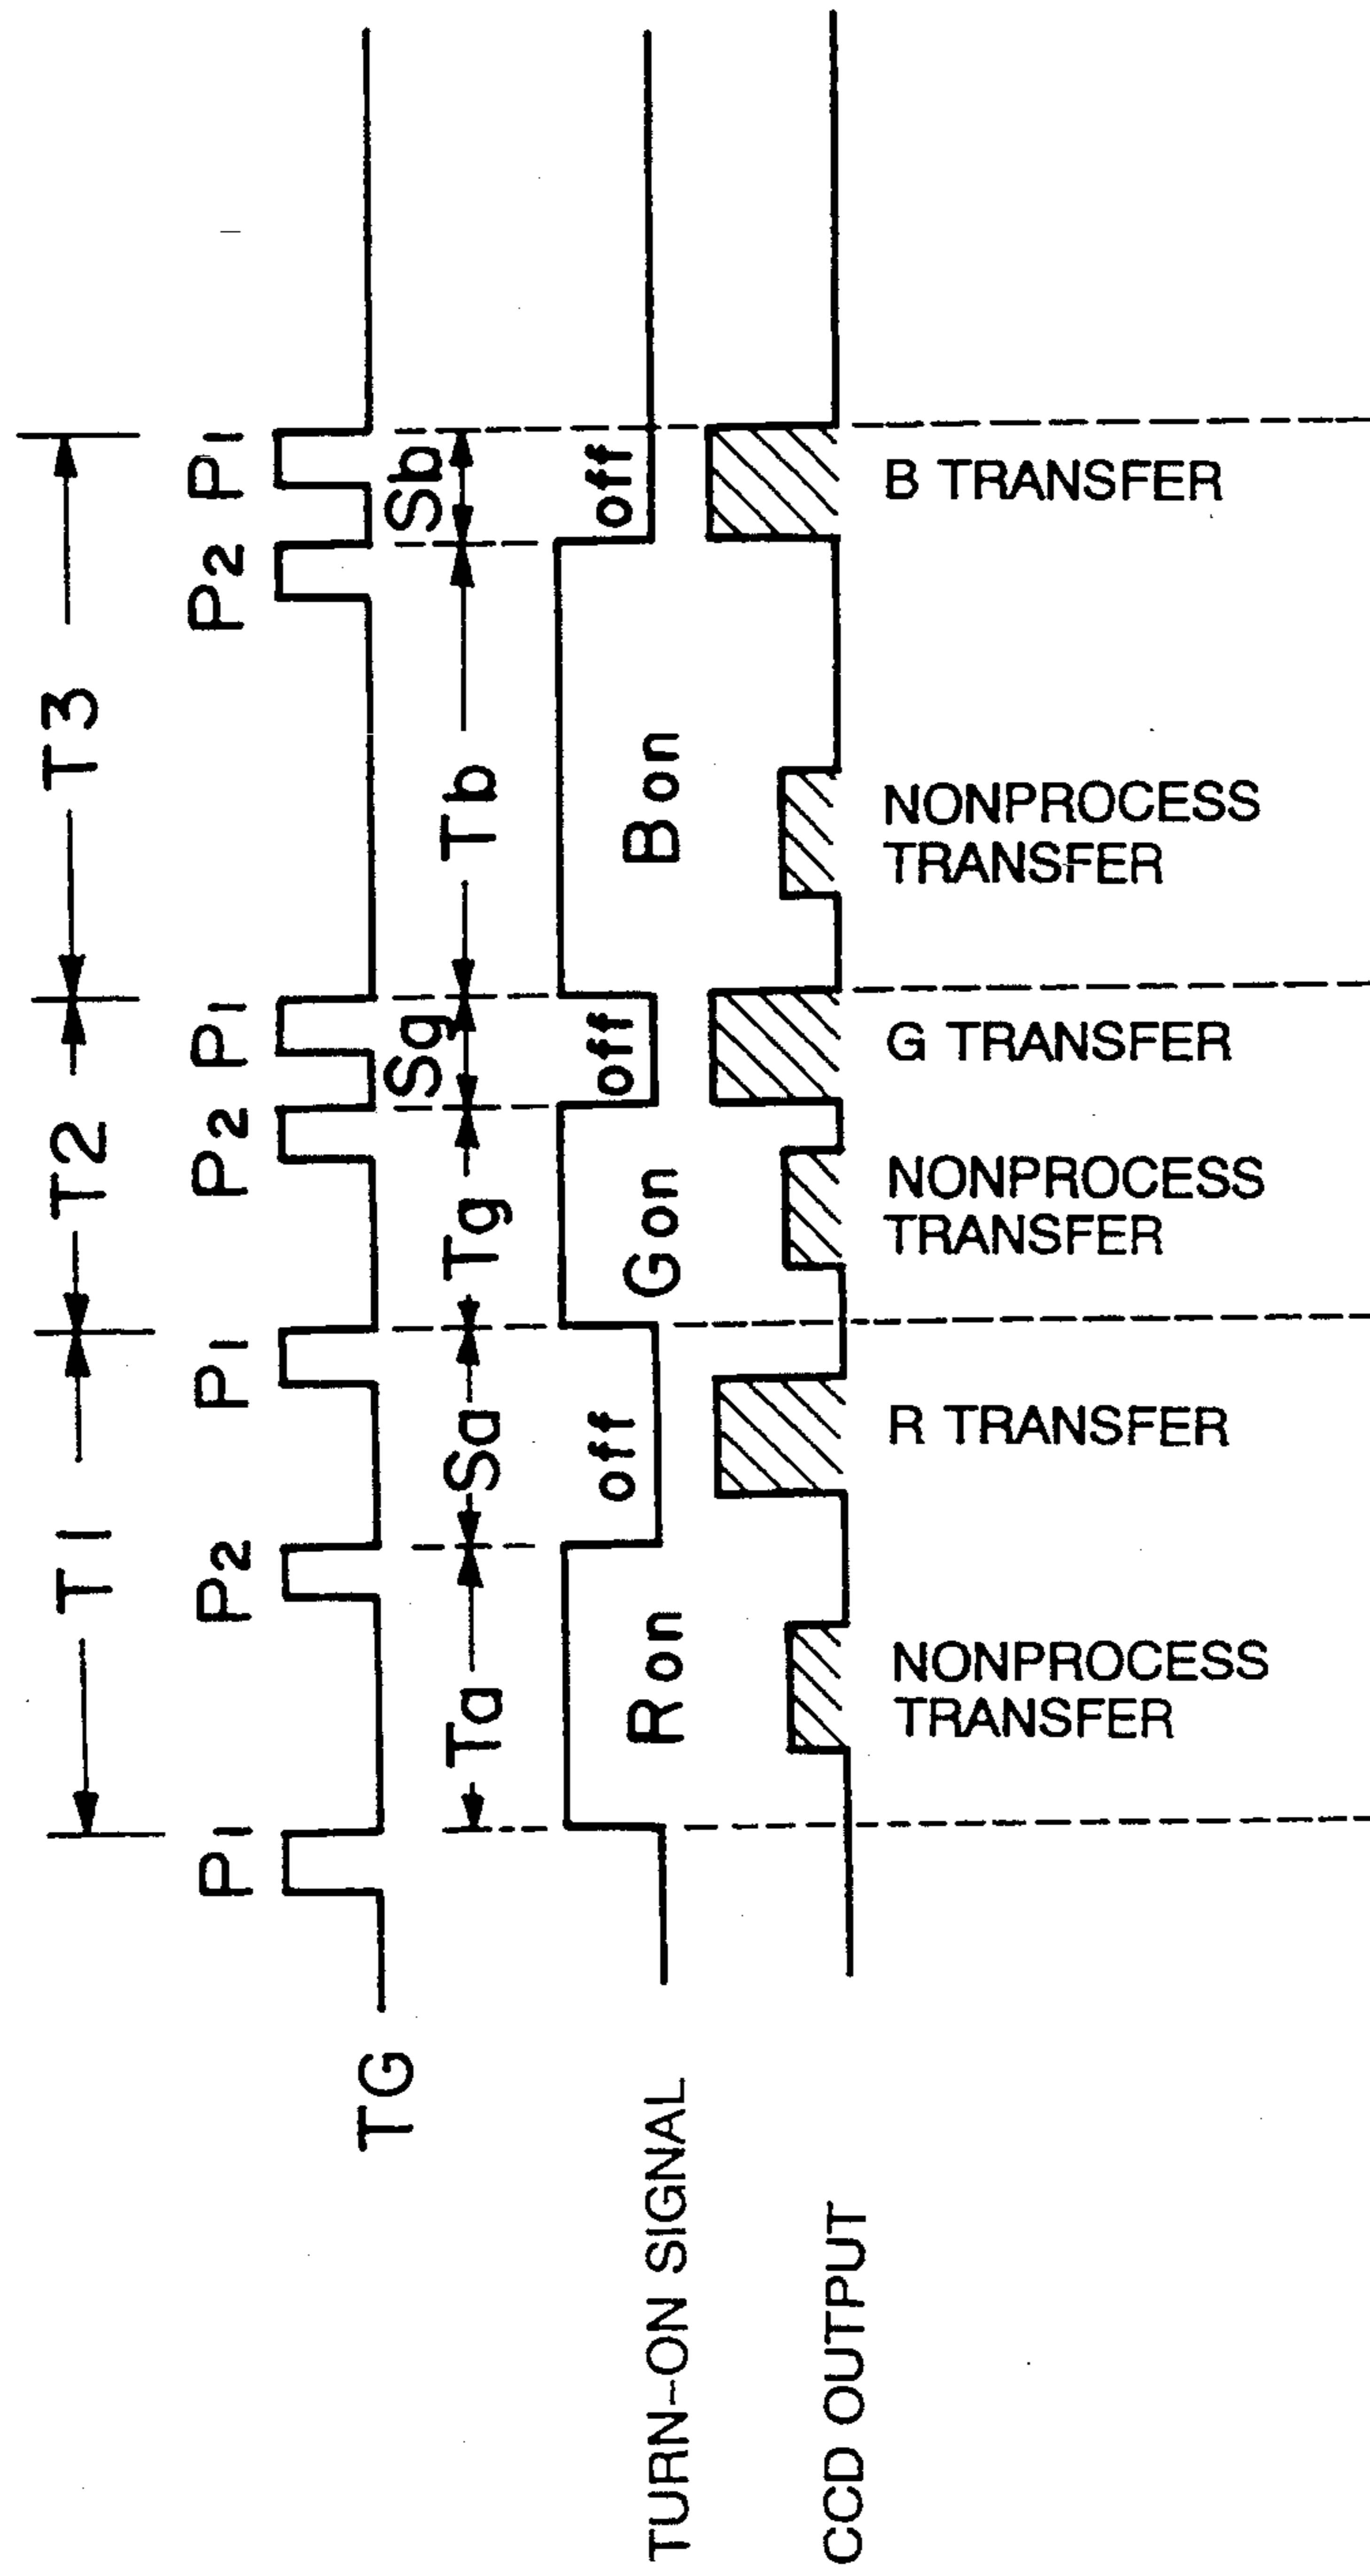 T1
T2
T3
P1
P2
P1
P2
P1
P2
P1
TG
Ta
Sa
Tg
Sg
Tb
Sb
TURN-ON SIGNAL
Ron
off
Gon
off
Bon
off
CCD OUTPUT
NONPROCESS
TRANSFER
R TRANSFER
NONPROCESS
TRANSFER
G TRANSFER
NONPROCESS
TRANSFER
B TRANSFER